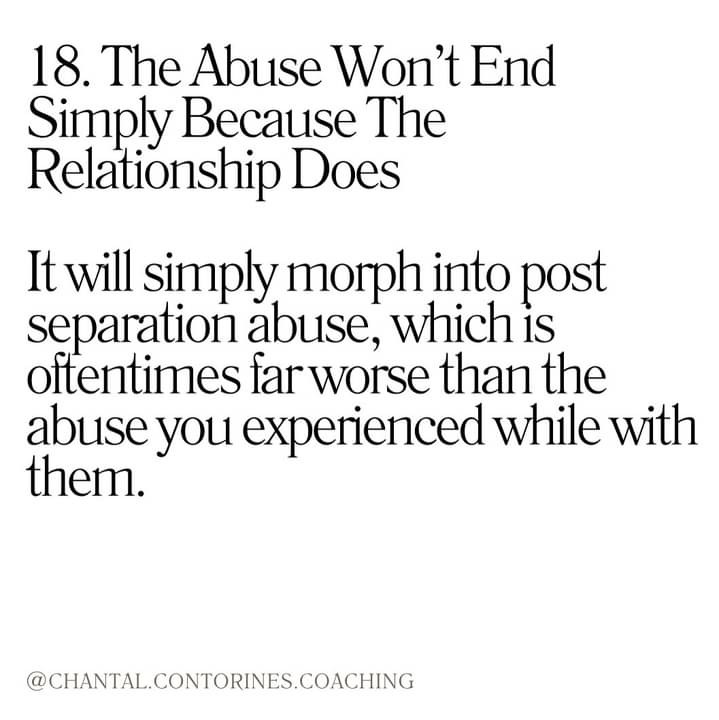 18. The Abuse Won't End
Simply Because The
Relationship Does
It will simply morph into post
separation abuse, which is
oftentimes far worse than the
abuse you experienced while with
them.
@CHANTAL.CONTORINES.COACHING